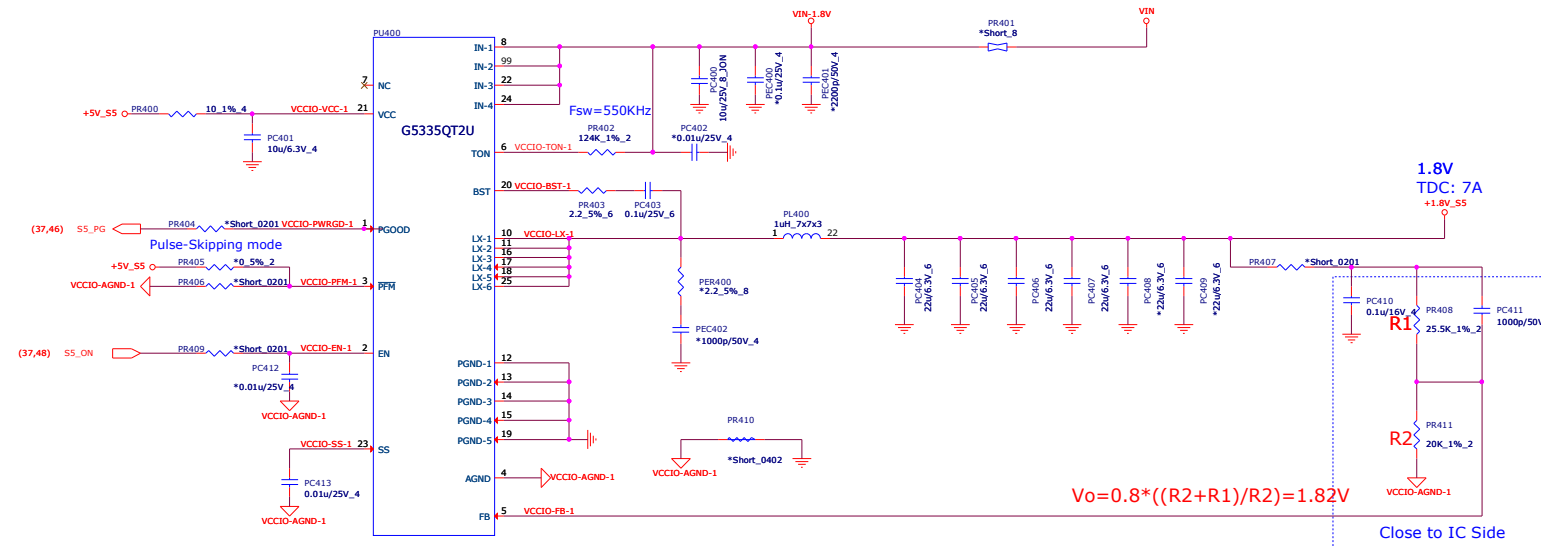 VIN-1.8V
VIN
PR401
*Short_8
PU400
G5335QT2U
IN-1
8
IN-2
99
IN-3
22
IN-4
24
PC400
10u/25V_8_JON
PEC400
*0.1u/25V_4
PEC401
*2200p/50V_4
7
NC
+5V_S5
PR400
10_1%_4
VCCIO-VCC-1
21
VCC
PC401
10u/6.3V_4
Fsw=550KHz
PR402
124K_1%_2
PC402
*0.01u/25V_4
TON
6
VCCIO-TON-1
BST
20
VCCIO-BST-1
PR403
2.2_5%_6
PC403
0.1u/25V_6
1.8V
TDC: 7A
+1.8V_S5
(37,46)
S5_PG
PR404
*Short_0201
VCCIO-PWRGD-1
1
PGOOD
LX-1
10
VCCIO-LX-1
LX-2
11
LX-3
16
LX-4
17
LX-5
18
LX-6
25
PL400
1uH_7x7x3
1
22
Pulse-Skipping mode
+5V_S5
PR405
*0_5%_2
VCCIO-AGND-1
PR406
*Short_0201
VCCIO-PFM-1
3
PFM
PER400
*2.2_5%_8
PEC402
*1000p/50V_4
PC404
22u/6.3V_6
PC405
22u/6.3V_6
PC406
22u/6.3V_6
PC407
22u/6.3V_6
PC408
*22u/6.3V_6
PC409
*22u/6.3V_6
PR407
*Short_0201
PC410
0.1u/16V_4
R1
PR408
25.5K_1%_2
PC411
1000p/50V
(37,48)
S5_ON
PR409
*Short_0201
VCCIO-EN-1
2
EN
PC412
*0.01u/25V_4
VCCIO-AGND-1
PGND-1
12
PGND-2
13
PGND-3
14
PGND-4
15
PGND-5
19
PR410
*Short_0402
VCCIO-AGND-1
R2
PR411
20K_1%_2
VCCIO-AGND-1
VCCIO-SS-1
23
SS
PC413
0.01u/25V_4
VCCIO-AGND-1
AGND
4
VCCIO-AGND-1
FB
5
VCCIO-FB-1
Vo=0.8*((R2+R1)/R2)=1.82V
Close to IC Side